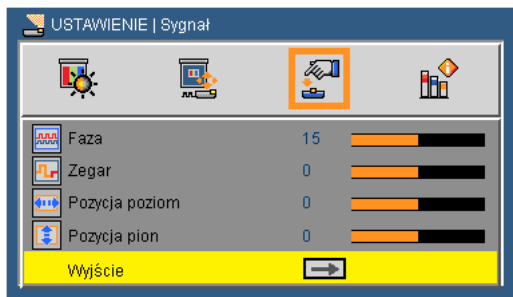 USTAWIENIE | Sygnał
Faza 15
Zegar 0
Pozycja poziom 0
Pozycja pion 0
Wyjście